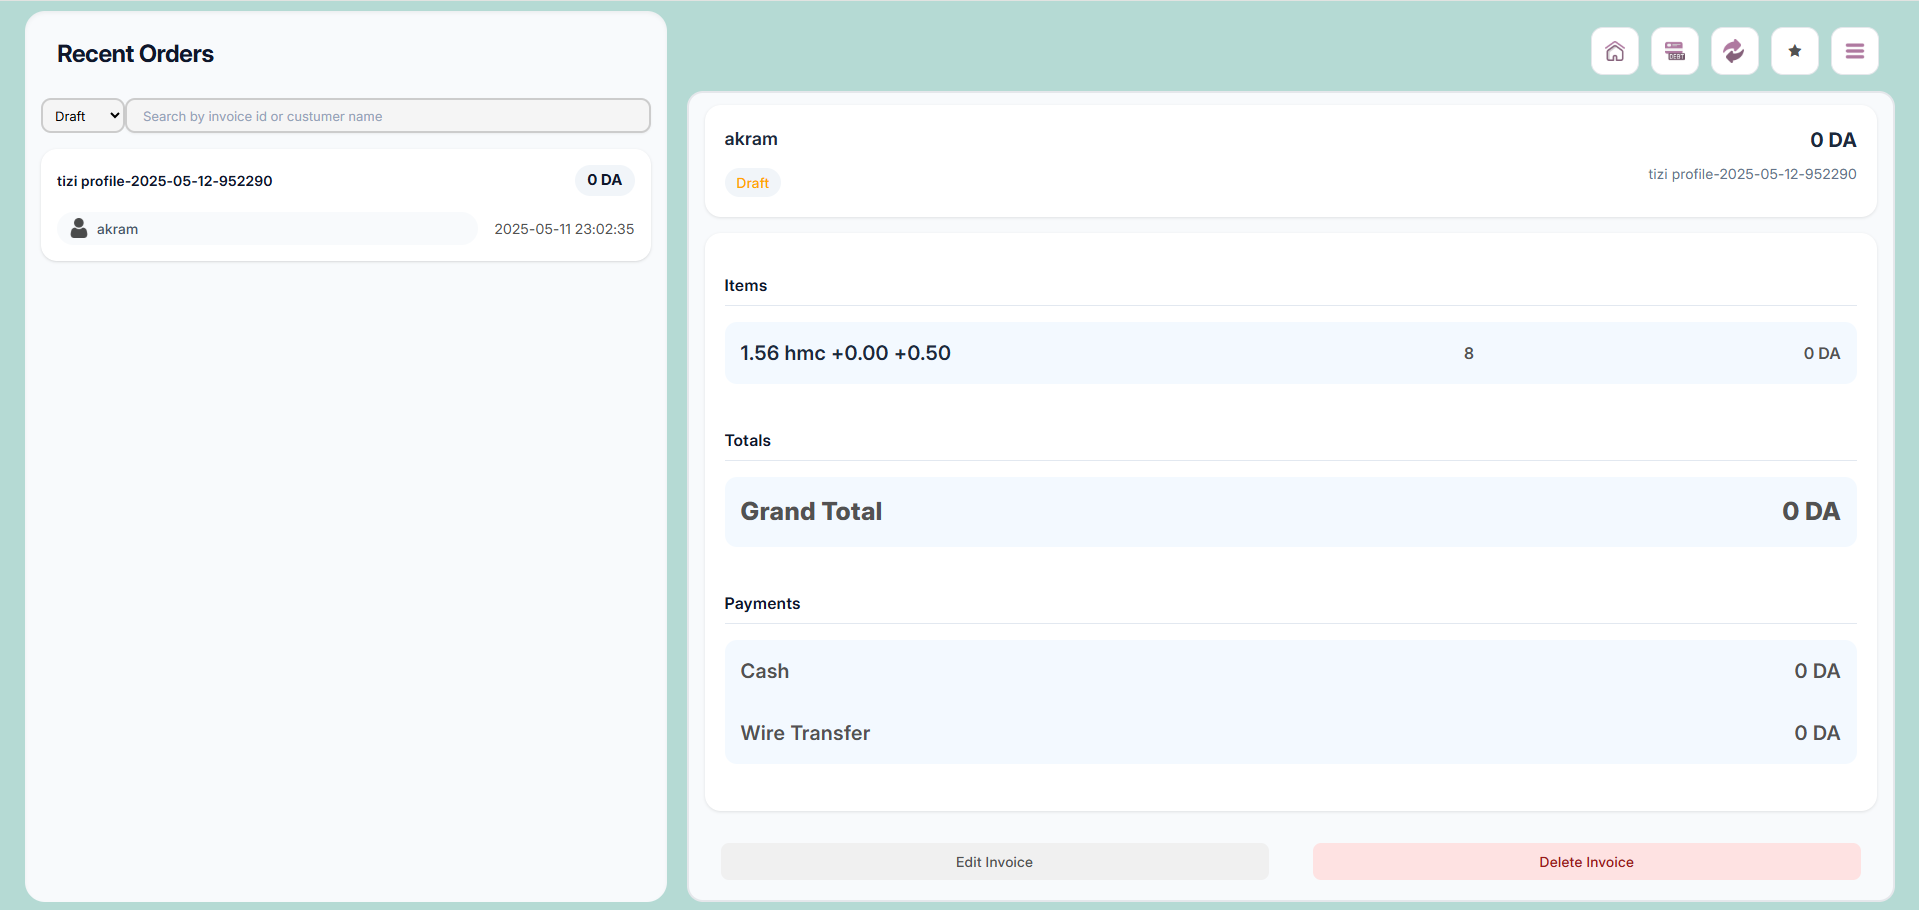 Recent Orders
Draft
Search by invoice id or custumer name
tizi profile-2025-05-12-952290
0 DA
akram
2025-05-11 23:02:35
DEBT
akram
0 DA
Draft
tizi profile-2025-05-12-952290
Items
1.56 hmc +0.00 +0.50 8 0 DA
Totals
Grand Total 0 DA
Payments
Cash 0 DA
Wire Transfer 0 DA
Edit Invoice
Delete Invoice